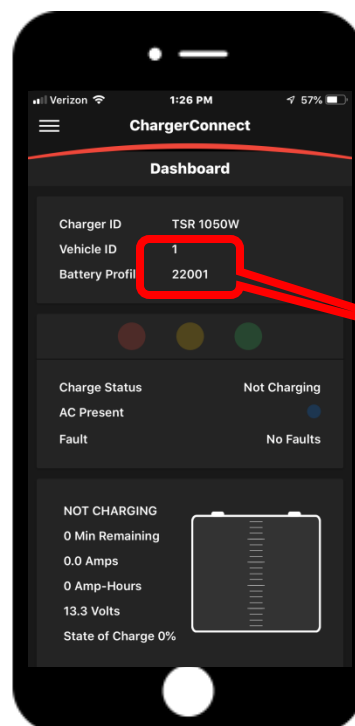 Verizon 1:26 PM 57%
ChargerConnect
Dashboard
Charger ID TSR 1050W
Vehicle ID 1
Battery Profil 22001
Charge Status Not Charging
AC Present
Fault No Faults
NOT CHARGING
0 Min Remaining
0.0 Amps
0 Amp-Hours
13.3 Volts
State of Charge 0%